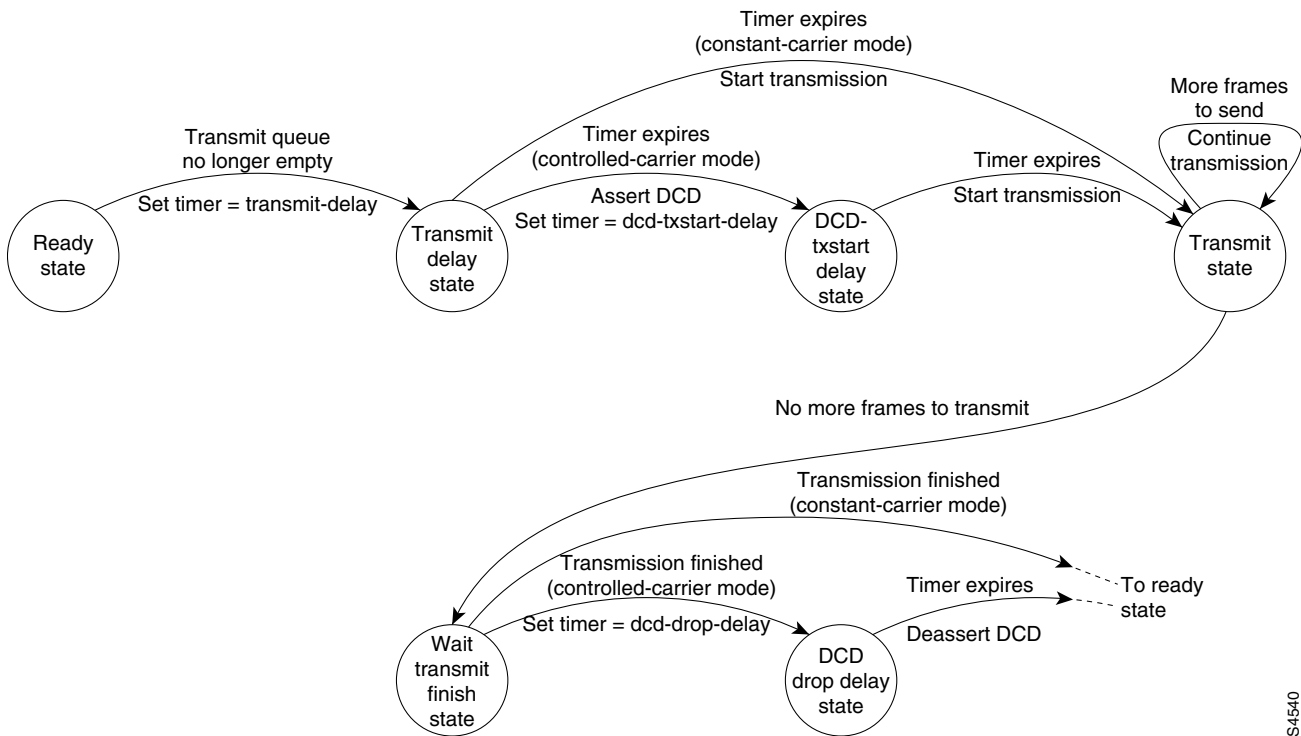 Timer expires
(constant-carrier mode)
Start transmission
More frames
to send
Continue
transmission
Transmit queue
no longer empty
Set timer = transmit-delay
Timer expires
(controlled-carrier mode)
Assert DCD
Set timer = dcd-txstart-delay
Timer expires
Start transmission
Ready
state
Transmit
delay
state
DCD-
txstart
delay
state
Transmit
state
No more frames to transmit
Transmission finished
(constant-carrier mode)
Transmission finished
(controlled-carrier mode)
Set timer = dcd-drop-delay
Timer expires
Deassert DCD
To ready
state
Wait
transmit
finish
state
DCD
drop delay
state
S4540